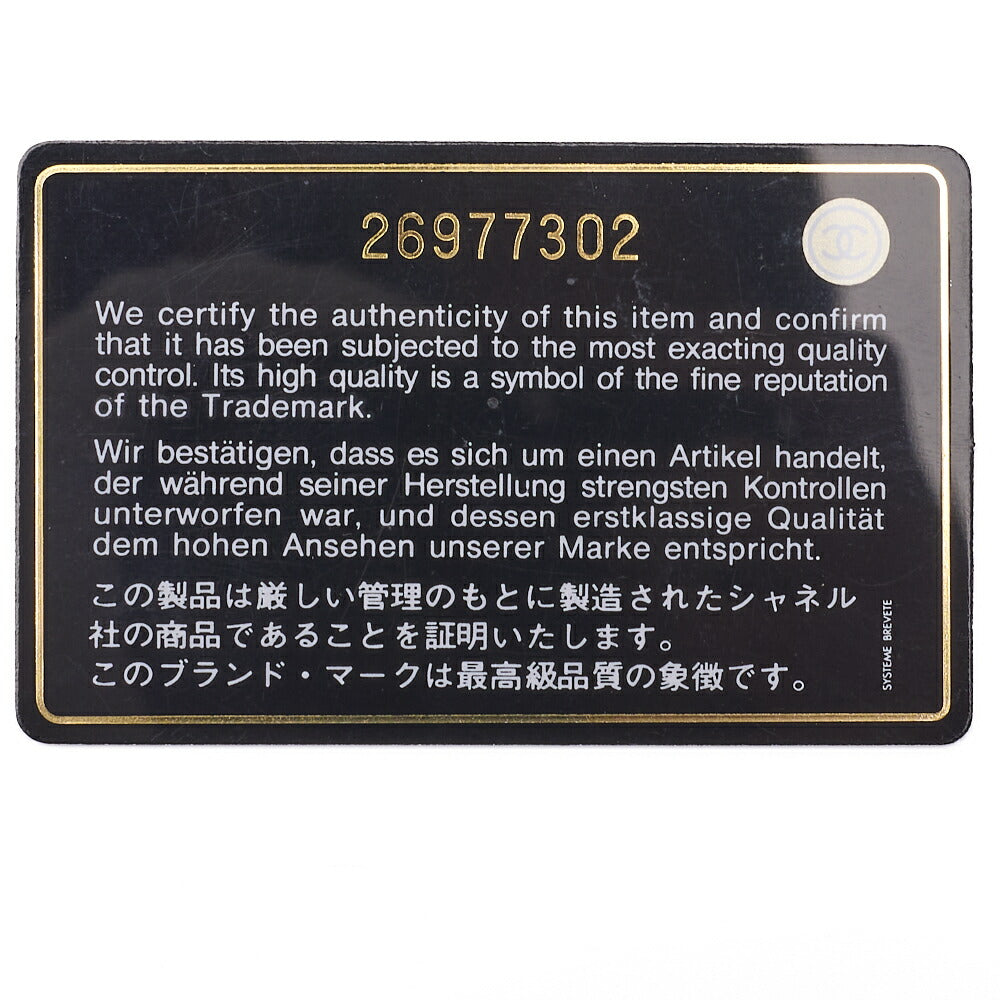 26977302
We certify the authenticity of this item and confirm
that it has been subjected to the most exacting quality
control. Its high quality is a symbol of the fine reputation
of the Trademark.
Wir bestätigen, dass es sich um einen Artikel handelt,
der während seiner Herstellung strengsten Kontrollen
unterworfen war, und dessen erstklassige Qualität
dem hohen Ansehen unserer Marke entspricht.
この製品は厳しい管理のもとに製造されたシャネル
社の商品であることを証明いたします。
このブランド・マークは最高級品質の象徴です。
SYSTEME BREVETE